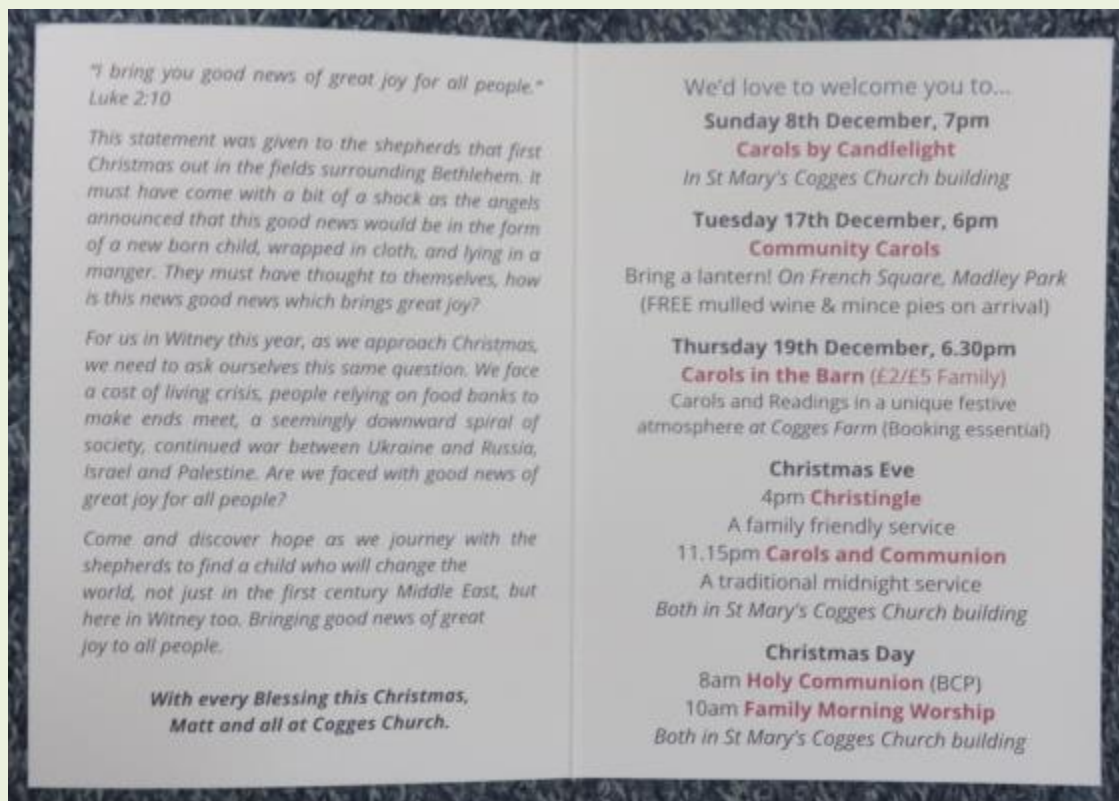 "I bring you good news of great joy for all people."
Luke 2:10
This statement was given to the shepherds that first
Christmas out in the fields surrounding Bethlehem. It
must have come with a bit of a shock as the angels
announced that this good news would be in the form
of a new born child, wrapped in cloth, and lying in a
manger. They must have thought to themselves, how
is this news good news which brings great joy?
For us in Witney this year, as we approach Christmas,
we need to ask ourselves this same question. We face
a cost of living crisis, people relying on food banks to
make ends meet, a seemingly downward spiral of
society, continued war between Ukraine and Russia,
Israel and Palestine. Are we faced with good news of
great joy for all people?
Come and discover hope as we journey with the
shepherds to find a child who will change the
world, not just in the first century Middle East, but
here in Witney too. Bringing good news of great
joy to all people.
With every Blessing this Christmas,
Matt and all at Cogges Church.
We'd love to welcome you to...
Sunday 8th December, 7pm
Carols by Candlelight
In St Mary's Cogges Church building
Tuesday 17th December, 6pm
Community Carols
Bring a lantern! On French Square, Madley Park
(FREE mulled wine & mince pies on arrival)
Thursday 19th December, 6.30pm
Carols in the Barn (£2/£5 Family)
Carols and Readings in a unique festive
atmosphere at Cogges Farm (Booking essential)
Christmas Eve
4pm Christingle
A family friendly service
11.15pm Carols and Communion
A traditional midnight service
Both in St Mary's Cogges Church building
Christmas Day
8am Holy Communion (BCP)
10am Family Morning Worship
Both in St Mary's Cogges Church building